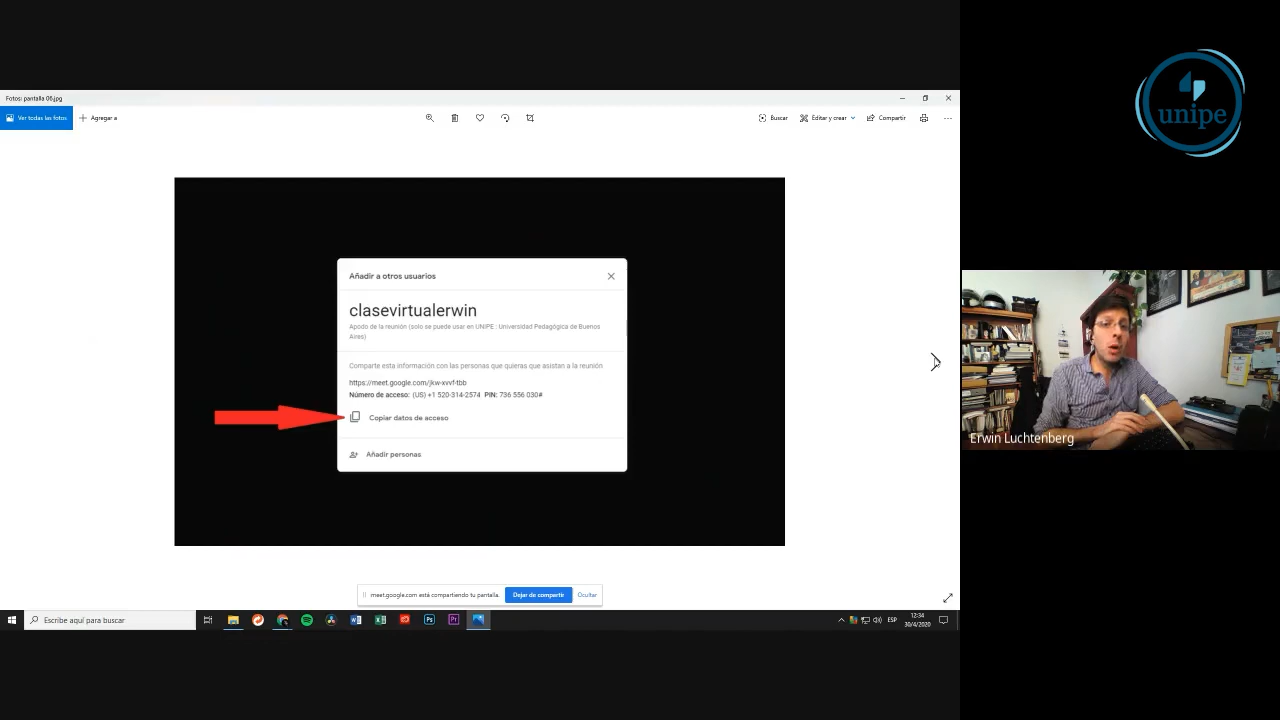 Fotos: pantalla 06.jpg
Ver todas las fotos
Agregar a
Buscar
Editar y crear
Compartir
unipe
Añadir a otros usuarios
clasevirtualerwin
Apodo de la reunión (solo se puede usar en UNIPE : Universidad Pedagógica de Buenos
Aires)
Comparte esta información con las personas que quieras que asistan a la reunión
https://meet.google.com/jkw-xvvf-tbb
Número de acceso: (US) +1 520-314-2574 PIN: 736 556 030#
Copiar datos de acceso
Añadir personas
Erwin Luchtenberg
meet.google.com está compartiendo tu pantalla.
Dejar de compartir
Ocultar
Escribe aquí para buscar
Ps
Pr
ESP
12:34
30/4/2020